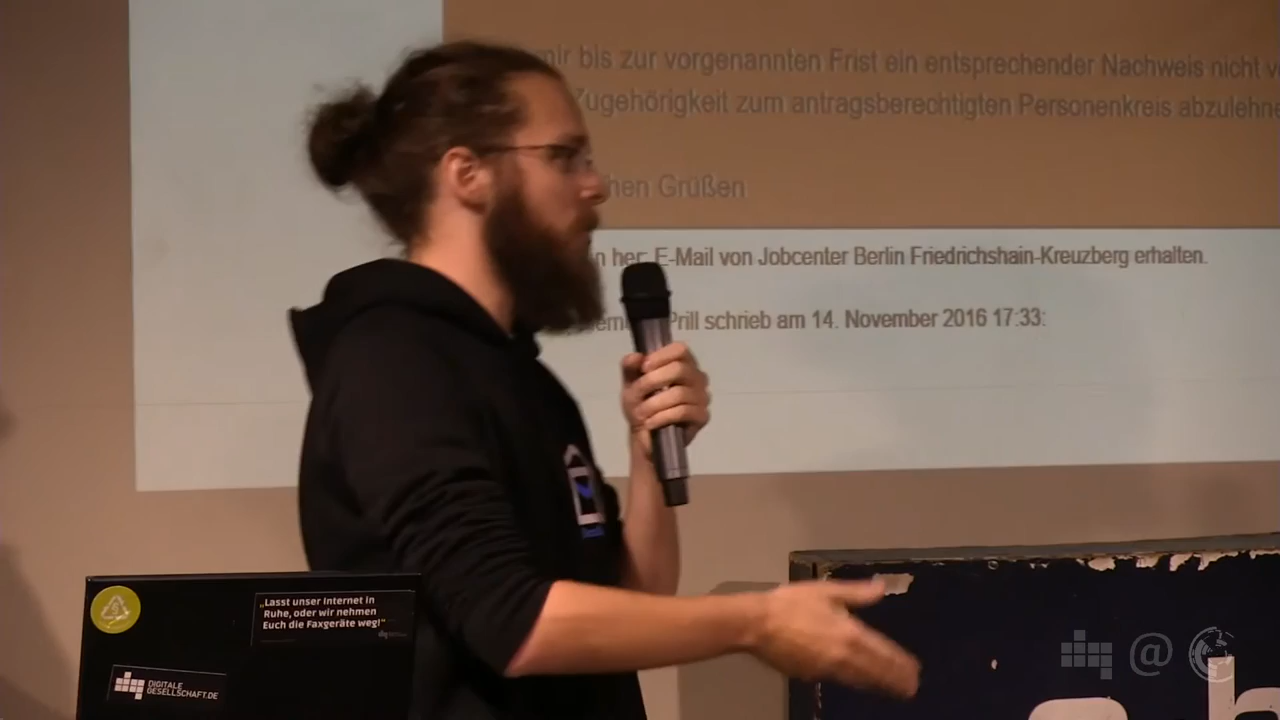 mir bis zur vorgenannten Frist ein entsprechender Nachweis nicht
Zugehörigkeit zum antragsberechtigten Personenkreis
hen Grüßen
E-Mail von Jobcenter Berlin Friedrichshain-Kreuzberg erhalten.
Prill schrieb am 14. November 2016 17:33:
„Lasst unser Internet in
Ruhe, oder wir nehmen
Euch die Faxgeräte weg!“
DIGITALE
GESELLSCHAFT.DE
@